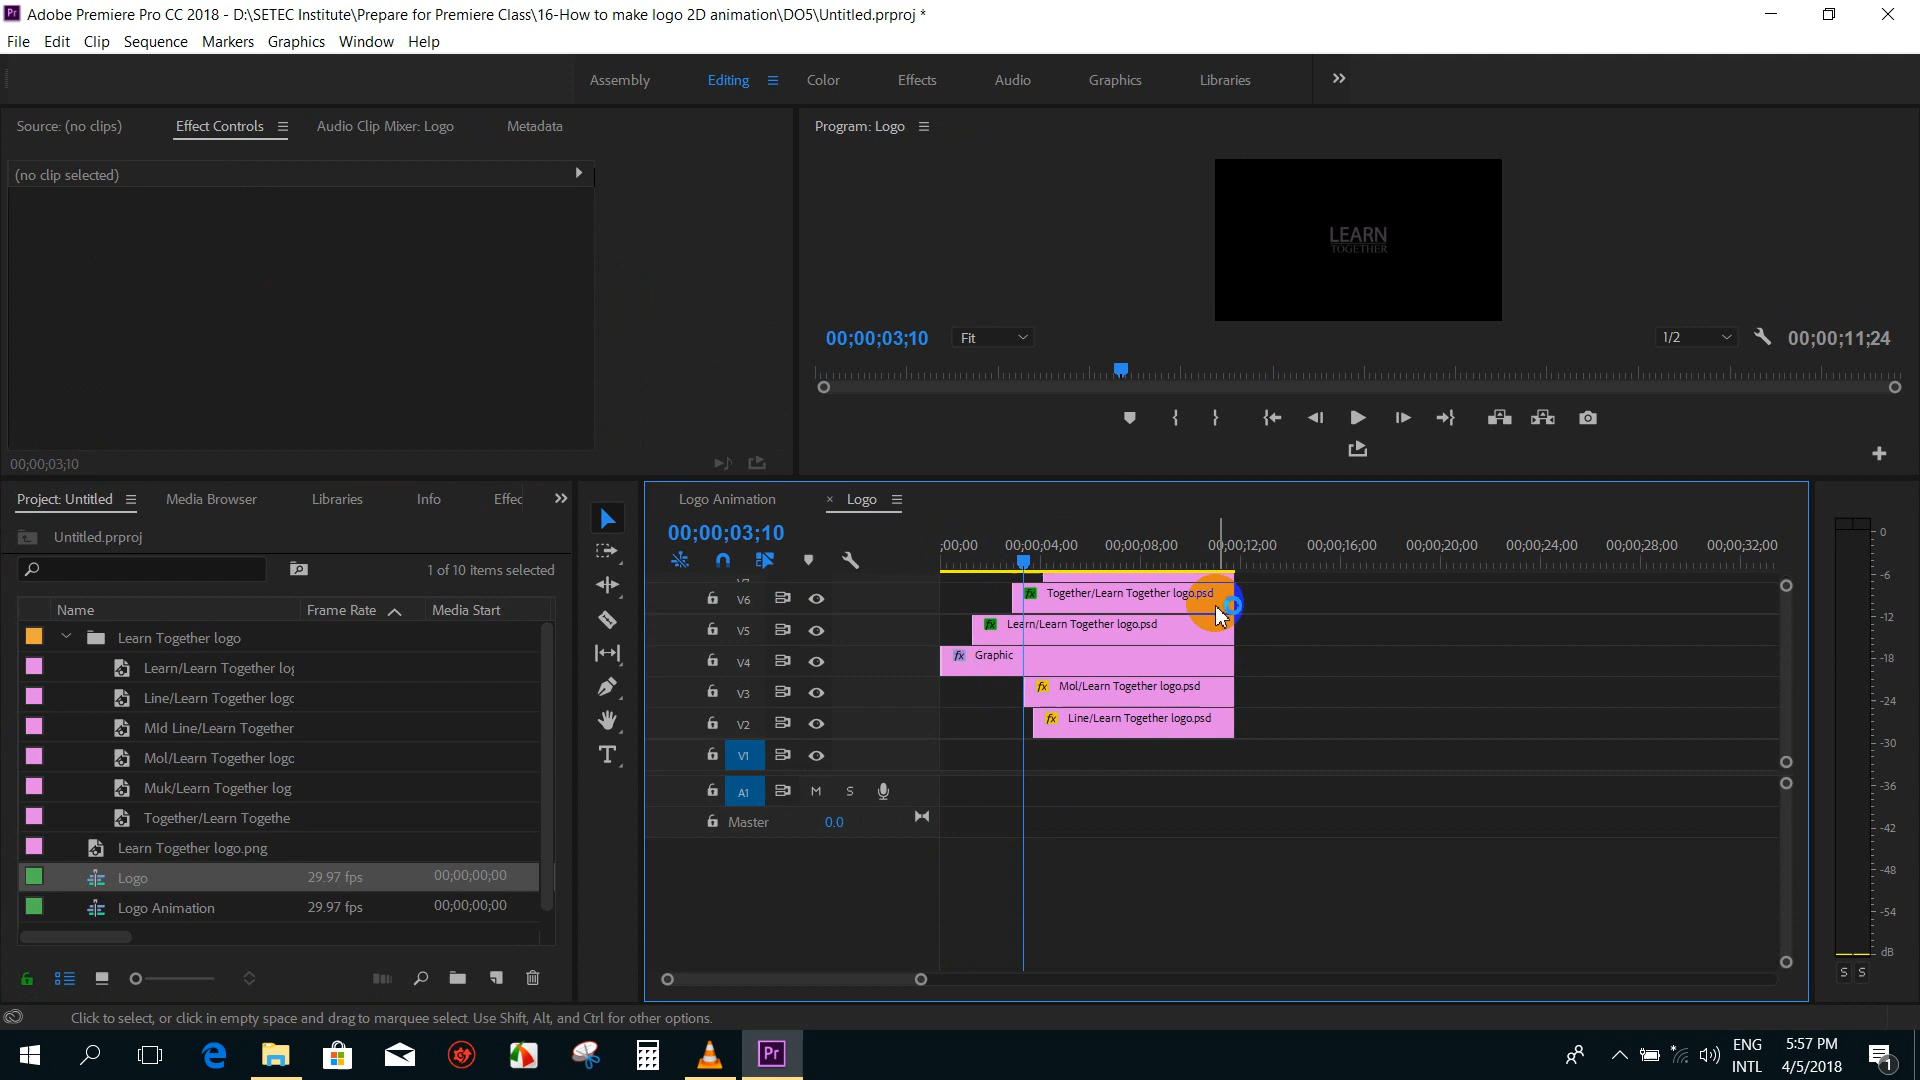 Adobe Premiere Pro CC 2018 - D:\SETEC Institute\Prepare for Premiere Class\16-How to make logo 2D animation\DO5\Untitled.prproj *
File Edit Clip Sequence Markers Graphics Window Help
Assembly Editing Color Effects Audio Graphics Libraries
Source: (no clips) Effect Controls Audio Clip Mixer: Logo Metadata
Program: Logo
(no clip selected)
LEARN
TOGETHER
00;00;03;10 Fit 1/2 00;00;11;24
00;00;03;10
Project: Untitled Media Browser Libraries Info Effec
Logo Animation × Logo
Untitled.prproj
00;00;03;10
1 of 10 items selected
;00;00 00;00;04;00 00;00;08;00 00;00;12;00 00;00;16;00 00;00;20;00 00;00;24;00 00;00;28;00 00;00;32;00
Name Frame Rate Media Start
Learn Together logo
Learn/Learn Together log
Line/Learn Together logo
MId Line/Learn Together
Mol/Learn Together logo
Muk/Learn Together log
Together/Learn Togethe
Learn Together logo.png
Logo 29.97 fps 00;00;00;00
Logo Animation 29.97 fps 00;00;00;00
V6 Together/Learn Together logo.psd
V5 Learn/Learn Together logo.psd
V4 fx Graphic
V3 fx Mol/Learn Together logo.psd
V2 fx Line/Learn Together logo.psd
V1
A1 M S
Master 0.0
0
-6
-12
-18
-24
-30
-36
-42
-48
-54
dB
S S
Click to select, or click in empty space and drag to marquee select. Use Shift, Alt, and Ctrl for other options.
Pr
ENG
INTL
5:57 PM
4/5/2018
1